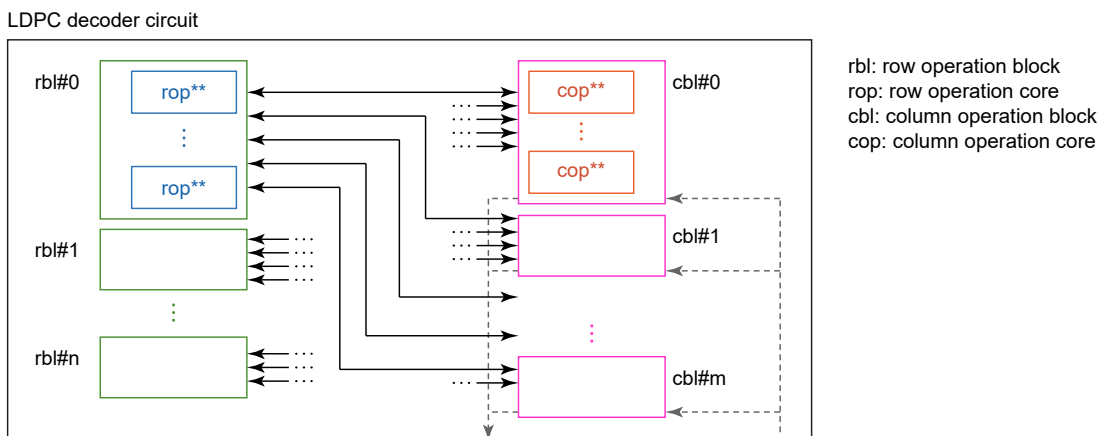 LDPC decoder circuit
rbl#0
rop**
rop**
cop**
cop**
cbl#0
rbl#1
cbl#1
rbl#n
cbl#m
rbl: row operation block
rop: row operation core
cbl: column operation block
cop: column operation core